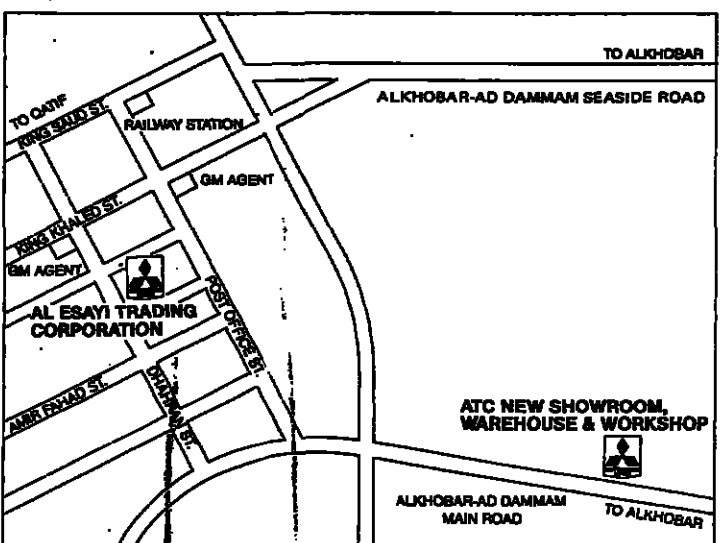 TO ALKHOBAR
ALKHOBAR-AD DAMMAM SEASIDE ROAD
TO QATIF
KING SAUD ST.
RAILWAY STATION
GM AGENT
KING KHALED ST.
GM AGENT
AL ESAYI TRADING
CORPORATION
POST OFFICE ST.
AMIR FAHAD ST.
DHAHRAN ST.
ATC NEW SHOWROOM,
WAREHOUSE & WORKSHOP
ALKHOBAR-AD DAMMAM
MAIN ROAD
TO ALKHOBAR